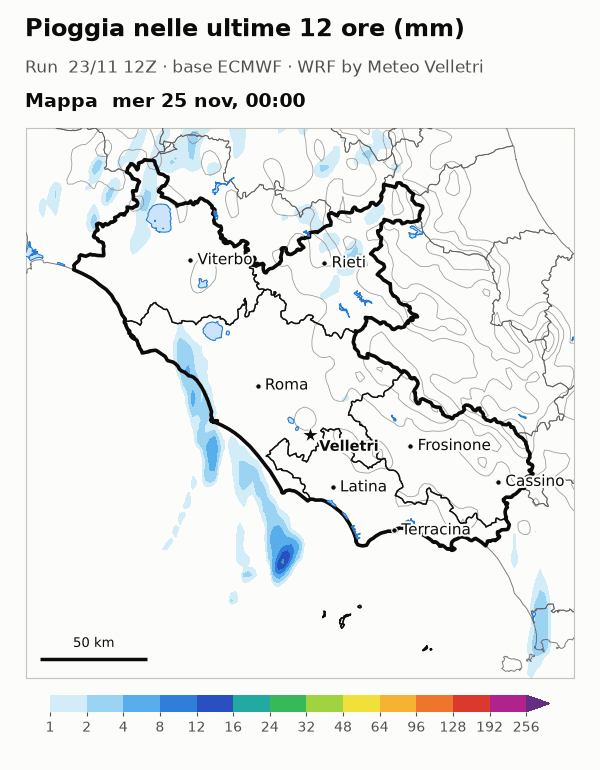 Pioggia nelle ultime 12 ore (mm)
Run  23/11 12Z · base ECMWF · WRF by Meteo Velletri
Mappa  mer 25 nov, 00:00
Viterbo
Rieti
Roma
Velletri
Frosinone
Latina
Cassino
Terracina
50 km
1 2 4 8 12 16 24 32 48 64 96 128 192 256